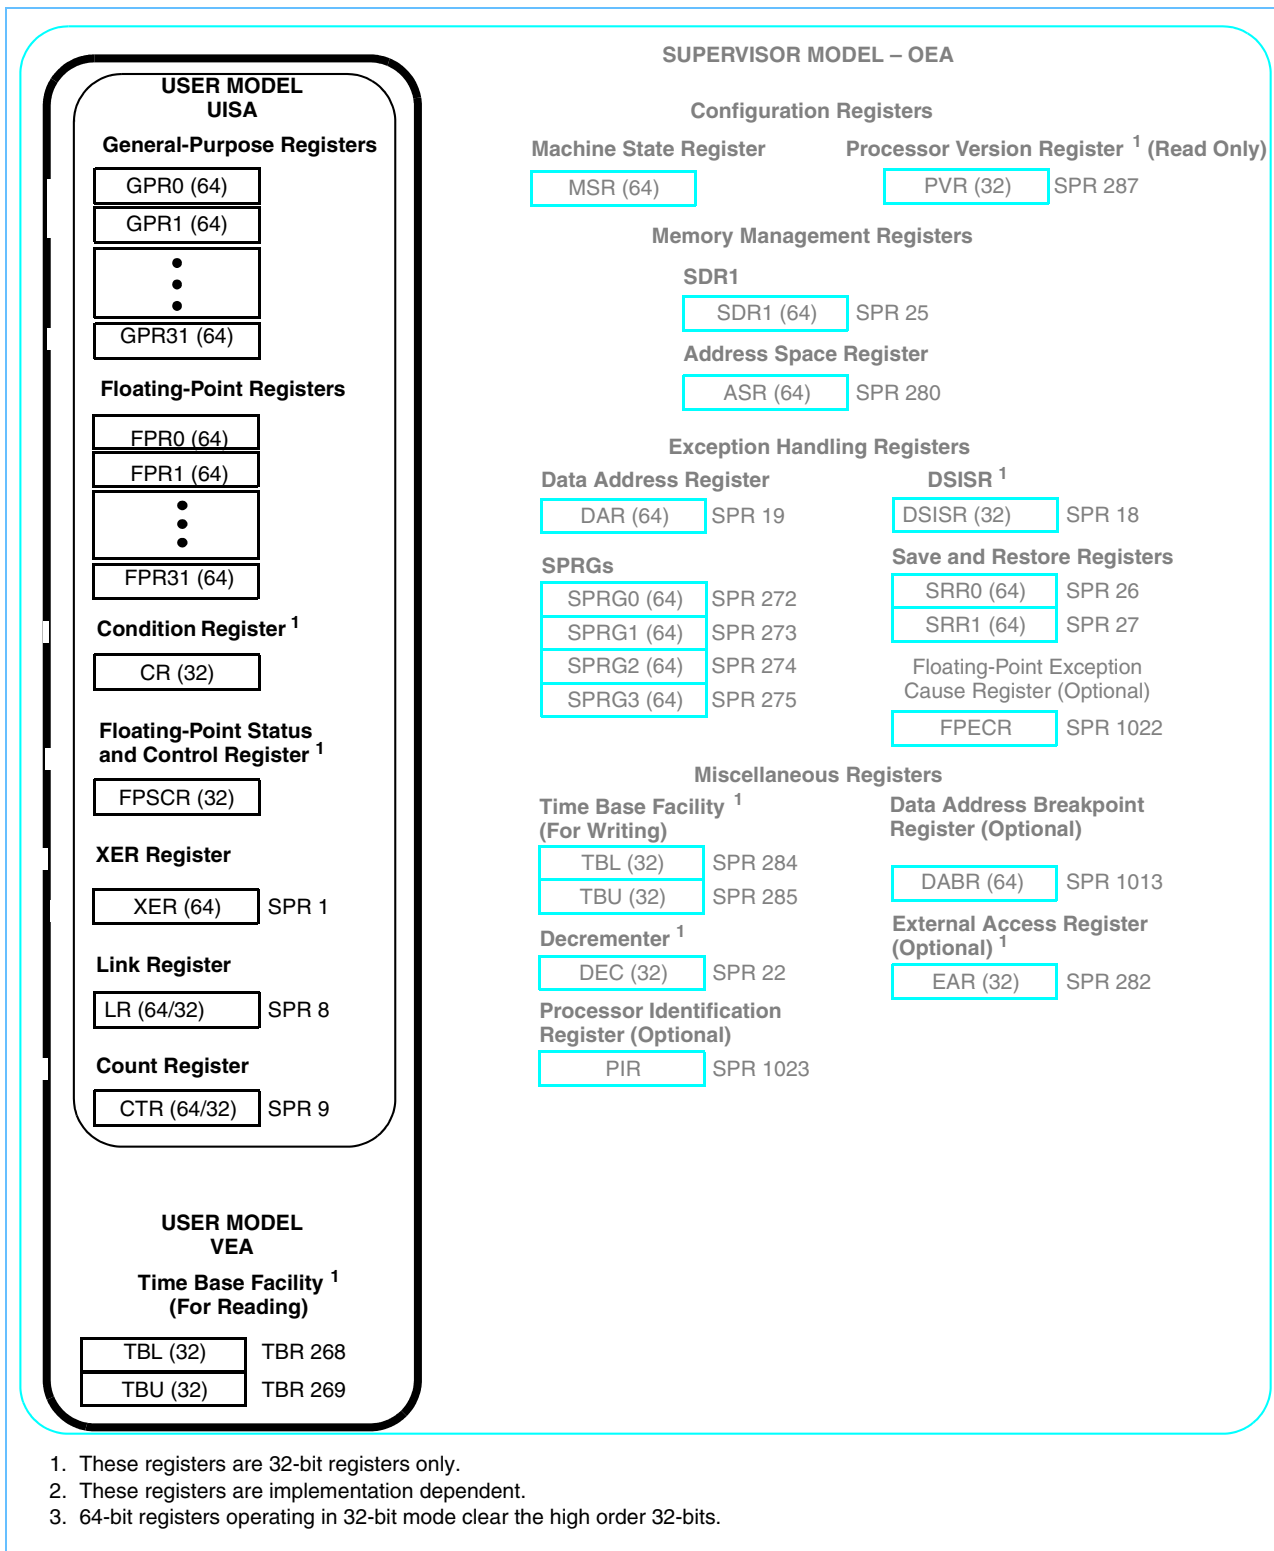 USER MODEL
UISA
General-Purpose Registers
GPR0 (64)
GPR1 (64)
GPR31 (64)
Floating-Point Registers
FPR0 (64)
FPR1 (64)
FPR31 (64)
Condition Register 1
CR (32)
Floating-Point Status
and Control Register 1
FPSCR (32)
XER Register
XER (64) SPR 1
Link Register
LR (64/32) SPR 8
Count Register
CTR (64/32) SPR 9
USER MODEL
VEA
Time Base Facility 1
(For Reading)
TBL (32) TBR 268
TBU (32) TBR 269
SUPERVISOR MODEL – OEA
Configuration Registers
Machine State Register
MSR (64)
Processor Version Register 1 (Read Only)
PVR (32) SPR 287
Memory Management Registers
SDR1
SDR1 (64) SPR 25
Address Space Register
ASR (64) SPR 280
Exception Handling Registers
Data Address Register
DAR (64) SPR 19
SPRGs
SPRG0 (64) SPR 272
SPRG1 (64) SPR 273
SPRG2 (64) SPR 274
SPRG3 (64) SPR 275
DSISR 1
DSISR (32) SPR 18
Save and Restore Registers
SRR0 (64) SPR 26
SRR1 (64) SPR 27
Floating-Point Exception
Cause Register (Optional)
FPECR SPR 1022
Miscellaneous Registers
Time Base Facility 1
(For Writing)
TBL (32) SPR 284
TBU (32) SPR 285
Decrementer 1
DEC (32) SPR 22
Processor Identification
Register (Optional)
PIR SPR 1023
Data Address Breakpoint
Register (Optional)
DABR (64) SPR 1013
External Access Register
(Optional) 1
EAR (32) SPR 282
1. These registers are 32-bit registers only.
2. These registers are implementation dependent.
3. 64-bit registers operating in 32-bit mode clear the high order 32-bits.